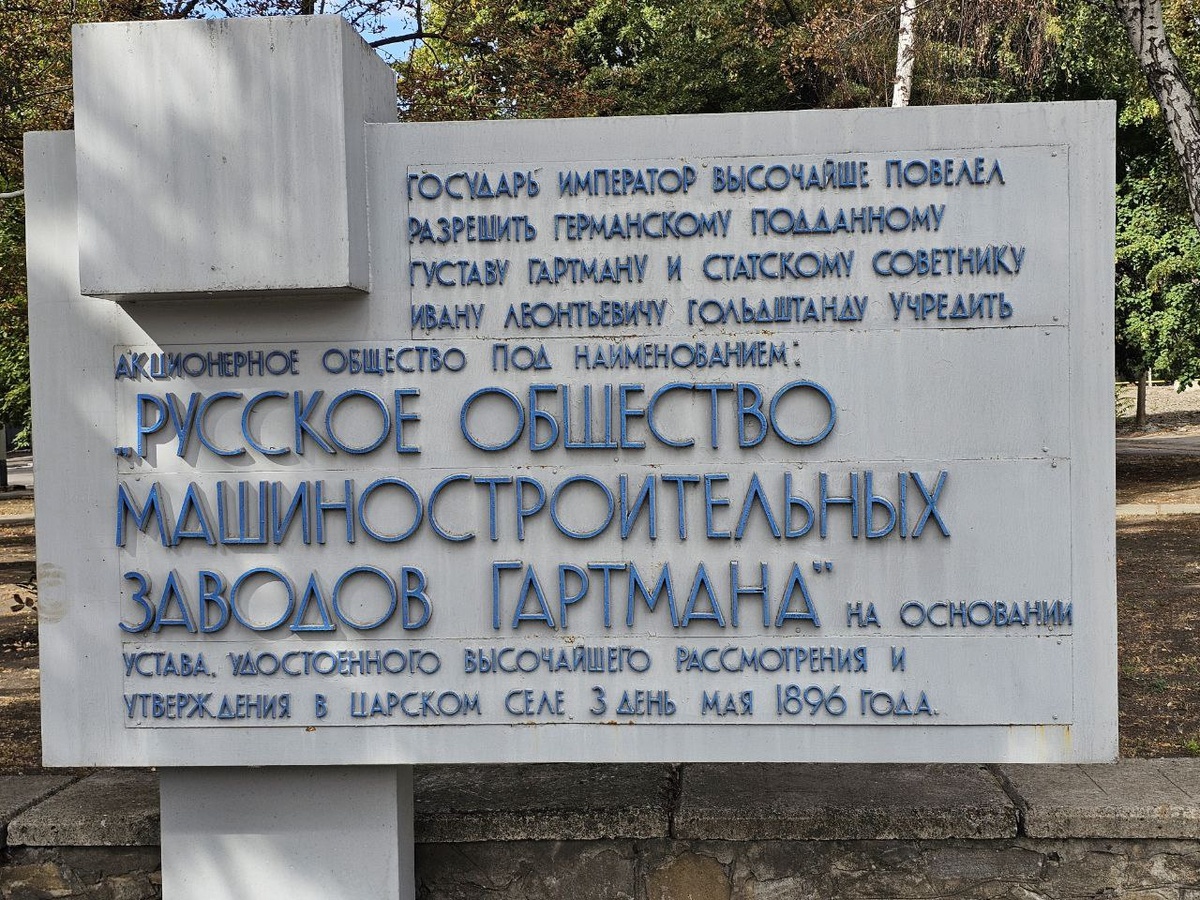 ГОСУДАРЬ ИМПЕРАТОР ВЫСОЧАЙШЕ ПОВЕЛЕЛ
РАЗРЕШИТЬ ГЕРМАНСКОМУ ПОДДАННОМУ
ГУСТАВУ ГАРТМАНУ И СТАТСКОМУ СОВЕТНИКУ
ИВАНУ ЛЕОНТЬЕВИЧУ ГОЛЬДШТАНДУ УЧРЕДИТЬ
АКЦИОНЕРНОЕ ОБЩЕСТВО ПОД НАИМЕНОВАНИЕМ:
„РУССКОЕ ОБЩЕСТВО
МАШИНОСТРОИТЕЛЬНЫХ
ЗАВОДОВ ГАРТМАНА" НА ОСНОВАНИИ
УСТАВА, УДОСТОЕННОГО ВЫСОЧАЙШЕГО РАССМОТРЕНИЯ И
УТВЕРЖДЕНИЯ В ЦАРСКОМ СЕЛЕ 3 ДЕНЬ МАЯ 1896 ГОДА.